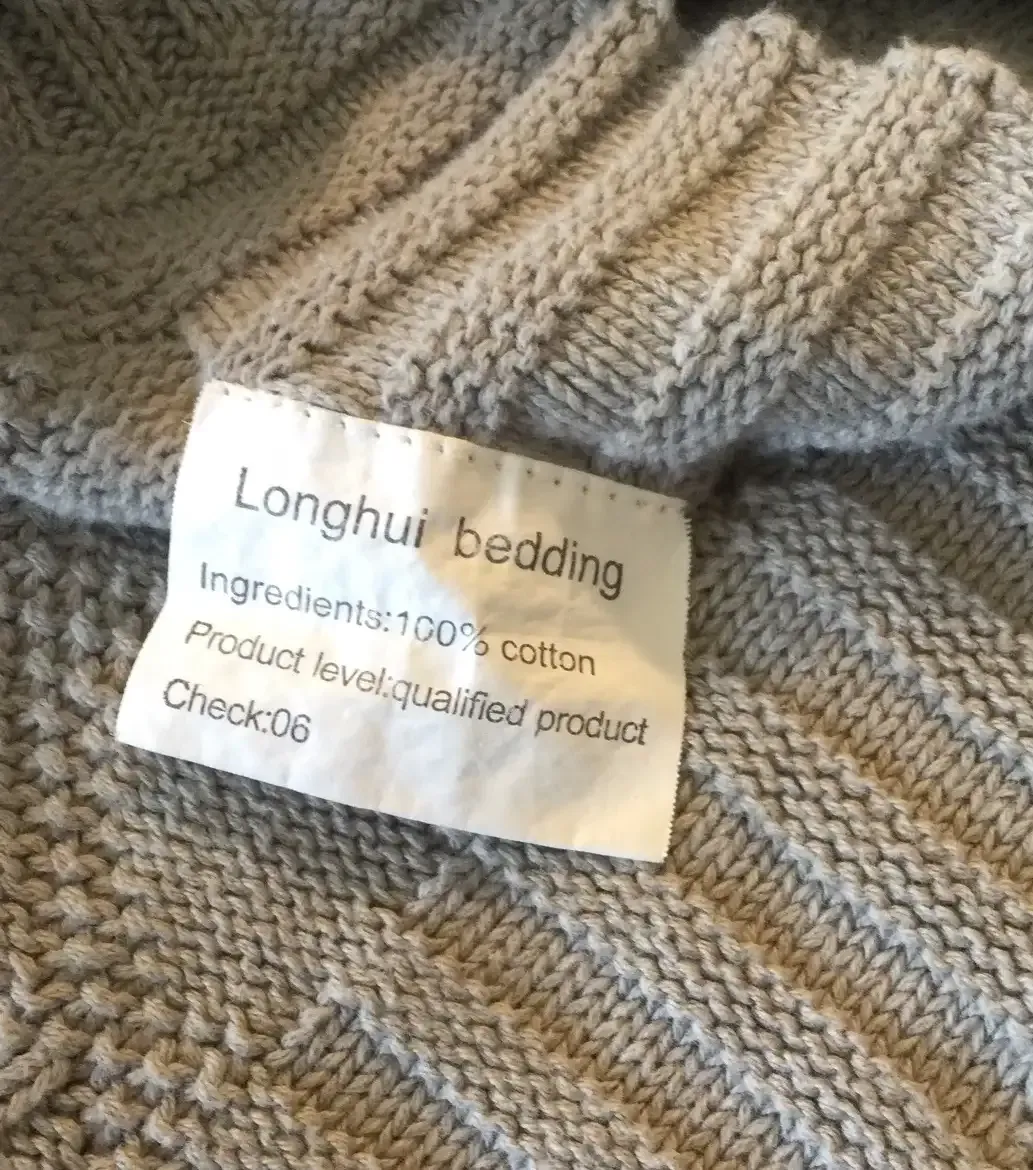 Longhui bedding
Ingredients:100% cotton
Product level:qualified product
Check:06